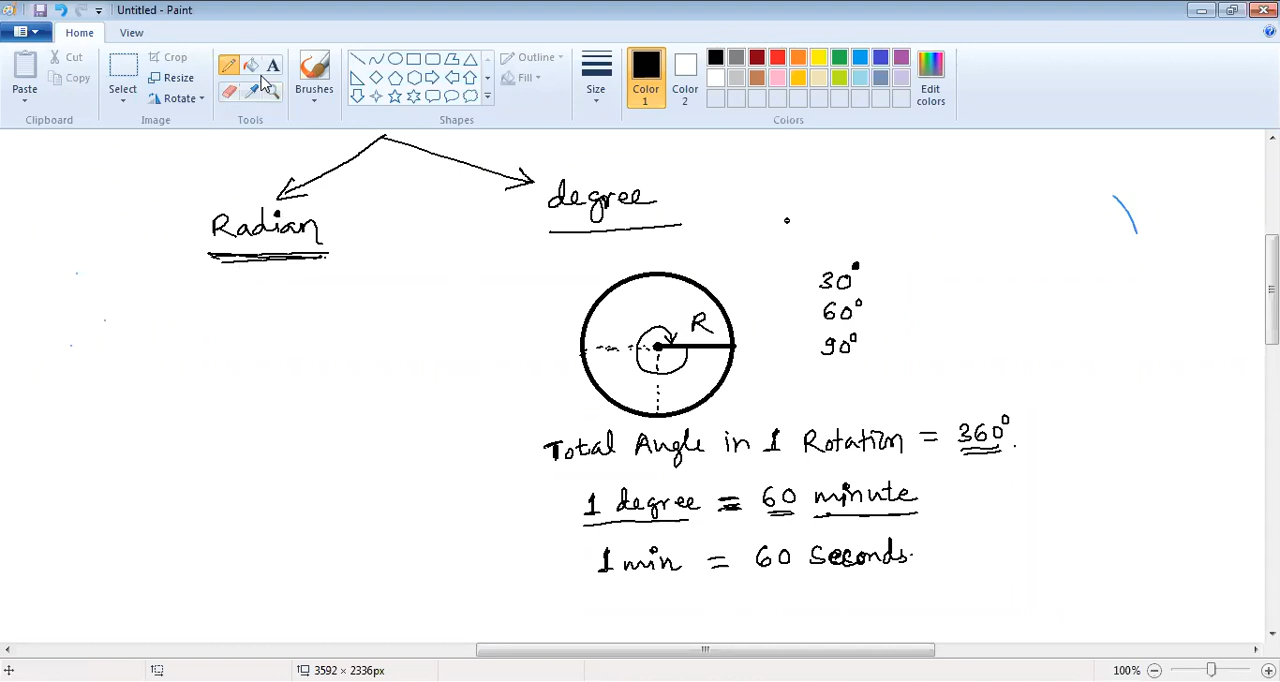 Untitled - Paint
Home View
Paste
Cut
Copy
Clipboard
Select
Crop
Resize
Rotate
Image
A
Tools
Brushes
Outline
Fill
Shapes
Size
Color 1
Color 2
Edit colors
Colors
Radian
degree
R
30°
60°
90°
Total Angle in 1 Rotation = 360°.
1 degree = 60 minute
1 min = 60 Seconds.
3592 × 2336px
100%